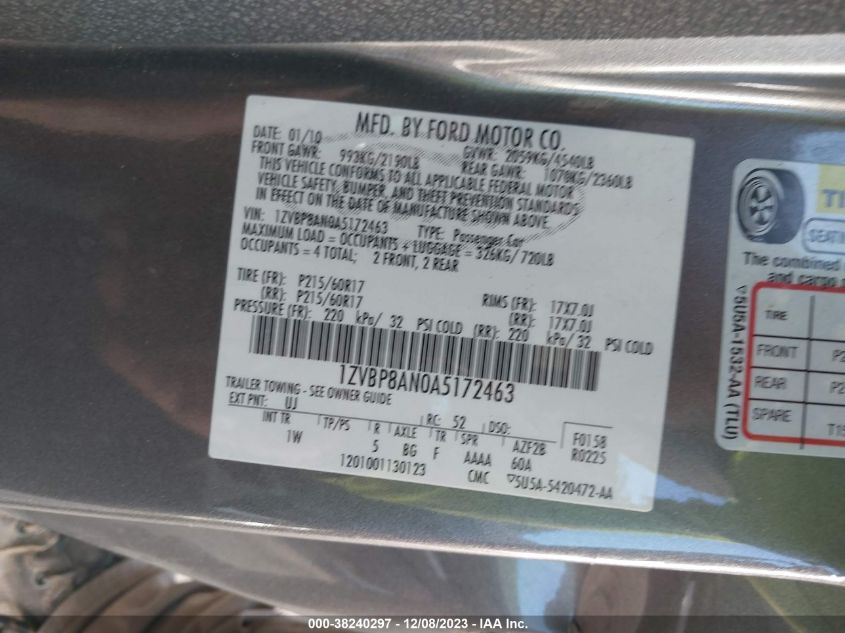 MFD. BY FORD MOTOR CO.
DATE: 01/10 GVWR: 2059KG/4540LB
FRONT GAWR: 993KG/2190LB REAR GAWR: 1070KG/2360LB
THIS VEHICLE CONFORMS TO ALL APPLICABLE FEDERAL MOTOR
VEHICLE SAFETY, BUMPER, AND THEFT PREVENTION STANDARDS
IN EFFECT ON THE DATE OF MANUFACTURE SHOWN ABOVE.
VIN: 1ZVBP8AN0A5172463 TYPE: Passenger Car
MAXIMUM LOAD = OCCUPANTS + LUGGAGE = 326KG/ 720LB
OCCUPANTS = 4 TOTAL; 2 FRONT, 2 REAR
TIRE (FR): P215/60R17 RIMS (FR): 17X7.0J
(RR): P215/60R17 (RR): 17X7.0J
PRESSURE (FR): 220 kPa/ 32 PSI COLD (RR): 220 kPa/ 32 PSI COLD
1ZVBP8AN0A5172463
TRAILER TOWING - SEE OWNER GUIDE
EXT PNT: UJ RC: 52 DSO:
INT TR TP/PS R AXLE TR SPR AZF2B F0158
1W 5 BG F AAAA 60A R0225
1201001130123 CMC ▽5U5A-5420472-AA
SEATIN
The combined
and cargo
TIRE
FRONT P2
REAR P2
SPARE T15
▽5U5A-1532-AA (TLU)
000-38240297 - 12/08/2023 - IAA Inc.